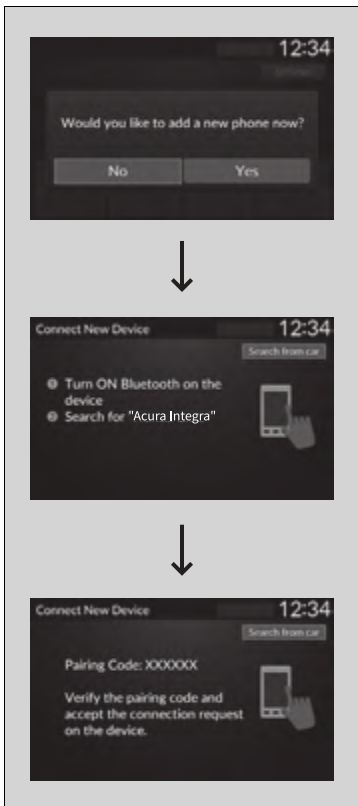 12:34
Would you like to add a new phone now?
No
Yes
Connect New Device
12:34
Search from car
Turn ON Bluetooth on the
device
Search for "Acura Integra"
Connect New Device
12:34
Search from car
Pairing Code: XXXXXX
Verify the pairing code and
accept the connection request
on the device.